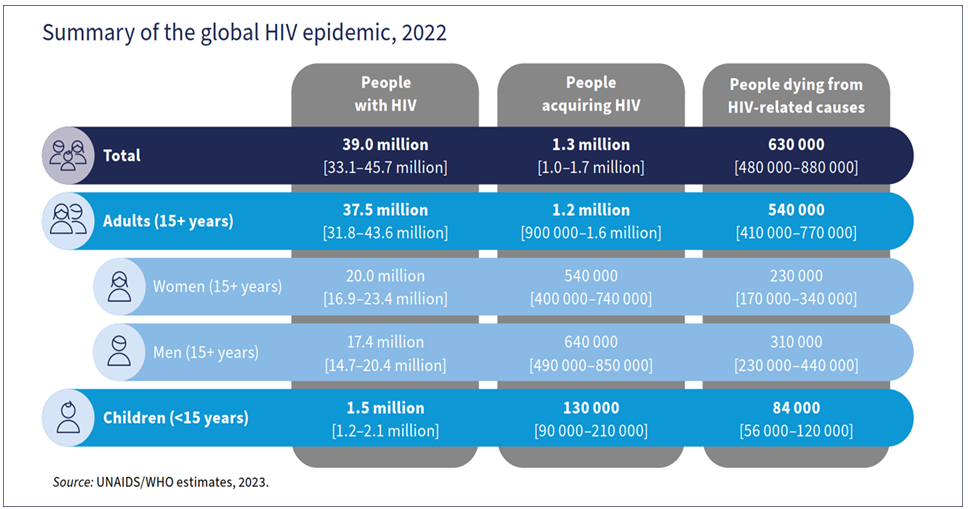 Summary of the global HIV epidemic, 2022
People
with HIV
People
acquiring HIV
People dying from
HIV-related causes
Total
39.0 million
[33.1–45.7 million]
1.3 million
[1.0–1.7 million]
630 000
[480 000–880 000]
Adults (15+ years)
37.5 million
[31.8–43.6 million]
1.2 million
[900 000–1.6 million]
540 000
[410 000–770 000]
Women (15+ years)
20.0 million
[16.9–23.4 million]
540 000
[400 000–740 000]
230 000
[170 000–340 000]
Men (15+ years)
17.4 million
[14.7–20.4 million]
640 000
[490 000–850 000]
310 000
[230 000–440 000]
Children (<15 years)
1.5 million
[1.2–2.1 million]
130 000
[90 000–210 000]
84 000
[56 000–120 000]
Source: UNAIDS/WHO estimates, 2023.